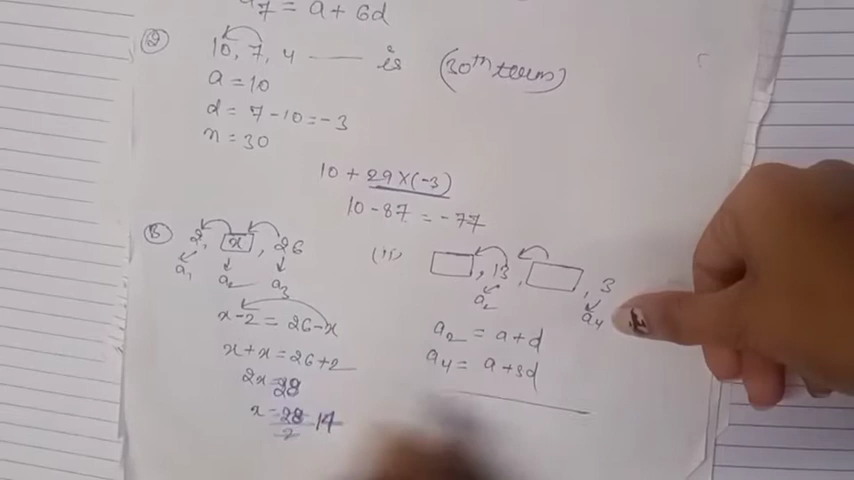 a7 = a + 6d
(2) 10, 7, 4 —— is (30th term)
a = 10
d = 7 - 10 = -3
n = 30
10 + 29 × (-3)
10 - 87 = -77
2, x, 26
a1 a2 a3
x - 2 = 26 - x
x + x = 26 + 2
2x = 28
x = 28/2 14
(ii) , 13, , 3
a2 a4
a2 = a + d
a4 = a + 3d